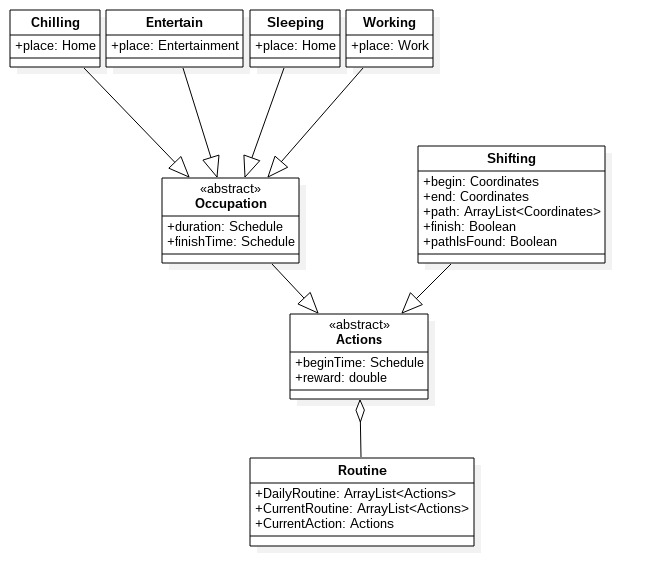 Chilling
+place: Home
Entertain
+place: Entertainment
Sleeping
+place: Home
Working
+place: Work
Shifting
+begin: Coordinates
+end: Coordinates
+path: ArrayList<Coordinates>
+finish: Boolean
+pathIsFound: Boolean
«abstract»
Occupation
+duration: Schedule
+finishTime: Schedule
«abstract»
Actions
+beginTime: Schedule
+reward: double
Routine
+DailyRoutine: ArrayList<Actions>
+CurrentRoutine: ArrayList<Actions>
+CurrentAction: Actions